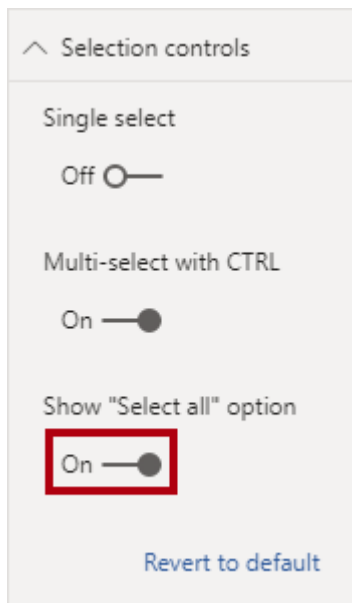 Selection controls
Single select
Off
Multi-select with CTRL
On
Show "Select all" option
On
Revert to default